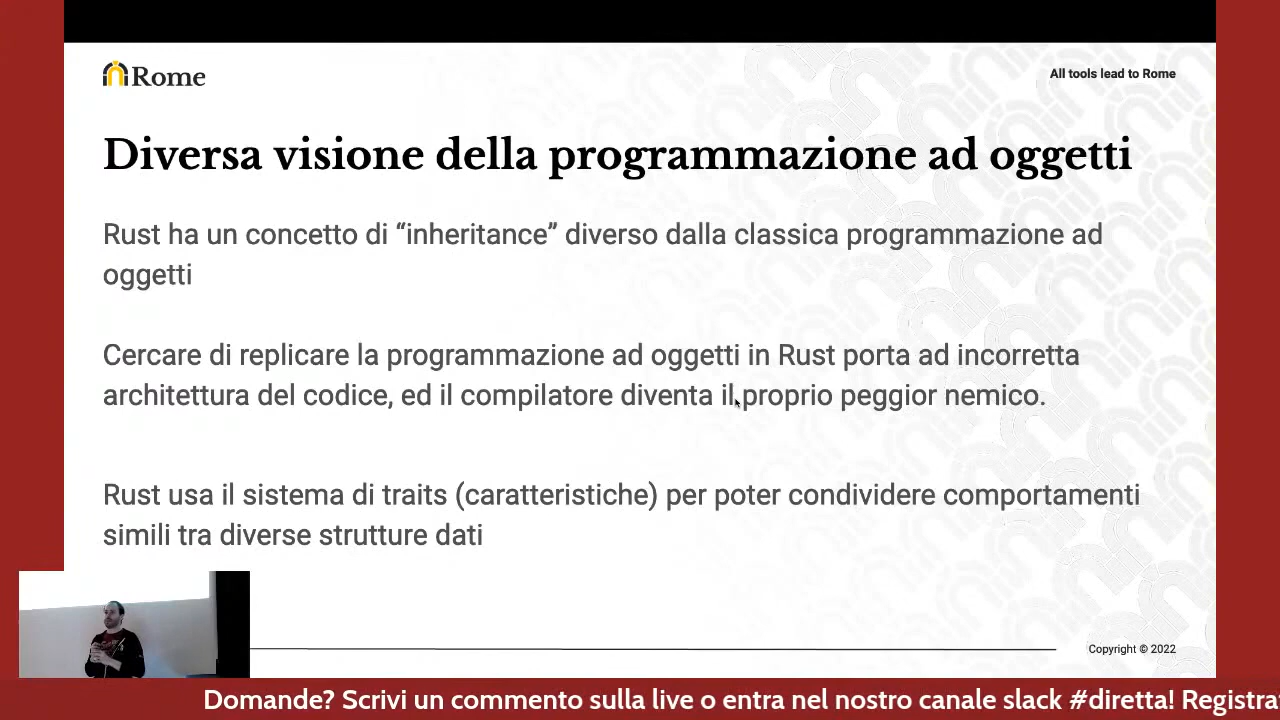 Rome
All tools lead to Rome
Diversa visione della programmazione ad oggetti
Rust ha un concetto di “inheritance” diverso dalla classica programmazione ad
oggetti
Cercare di replicare la programmazione ad oggetti in Rust porta ad incorretta
architettura del codice, ed il compilatore diventa il proprio peggior nemico.
Rust usa il sistema di traits (caratteristiche) per poter condividere comportamenti
simili tra diverse strutture dati
Copyright © 2022
Domande? Scrivi un commento sulla live o entra nel nostro canale slack #diretta! Registra